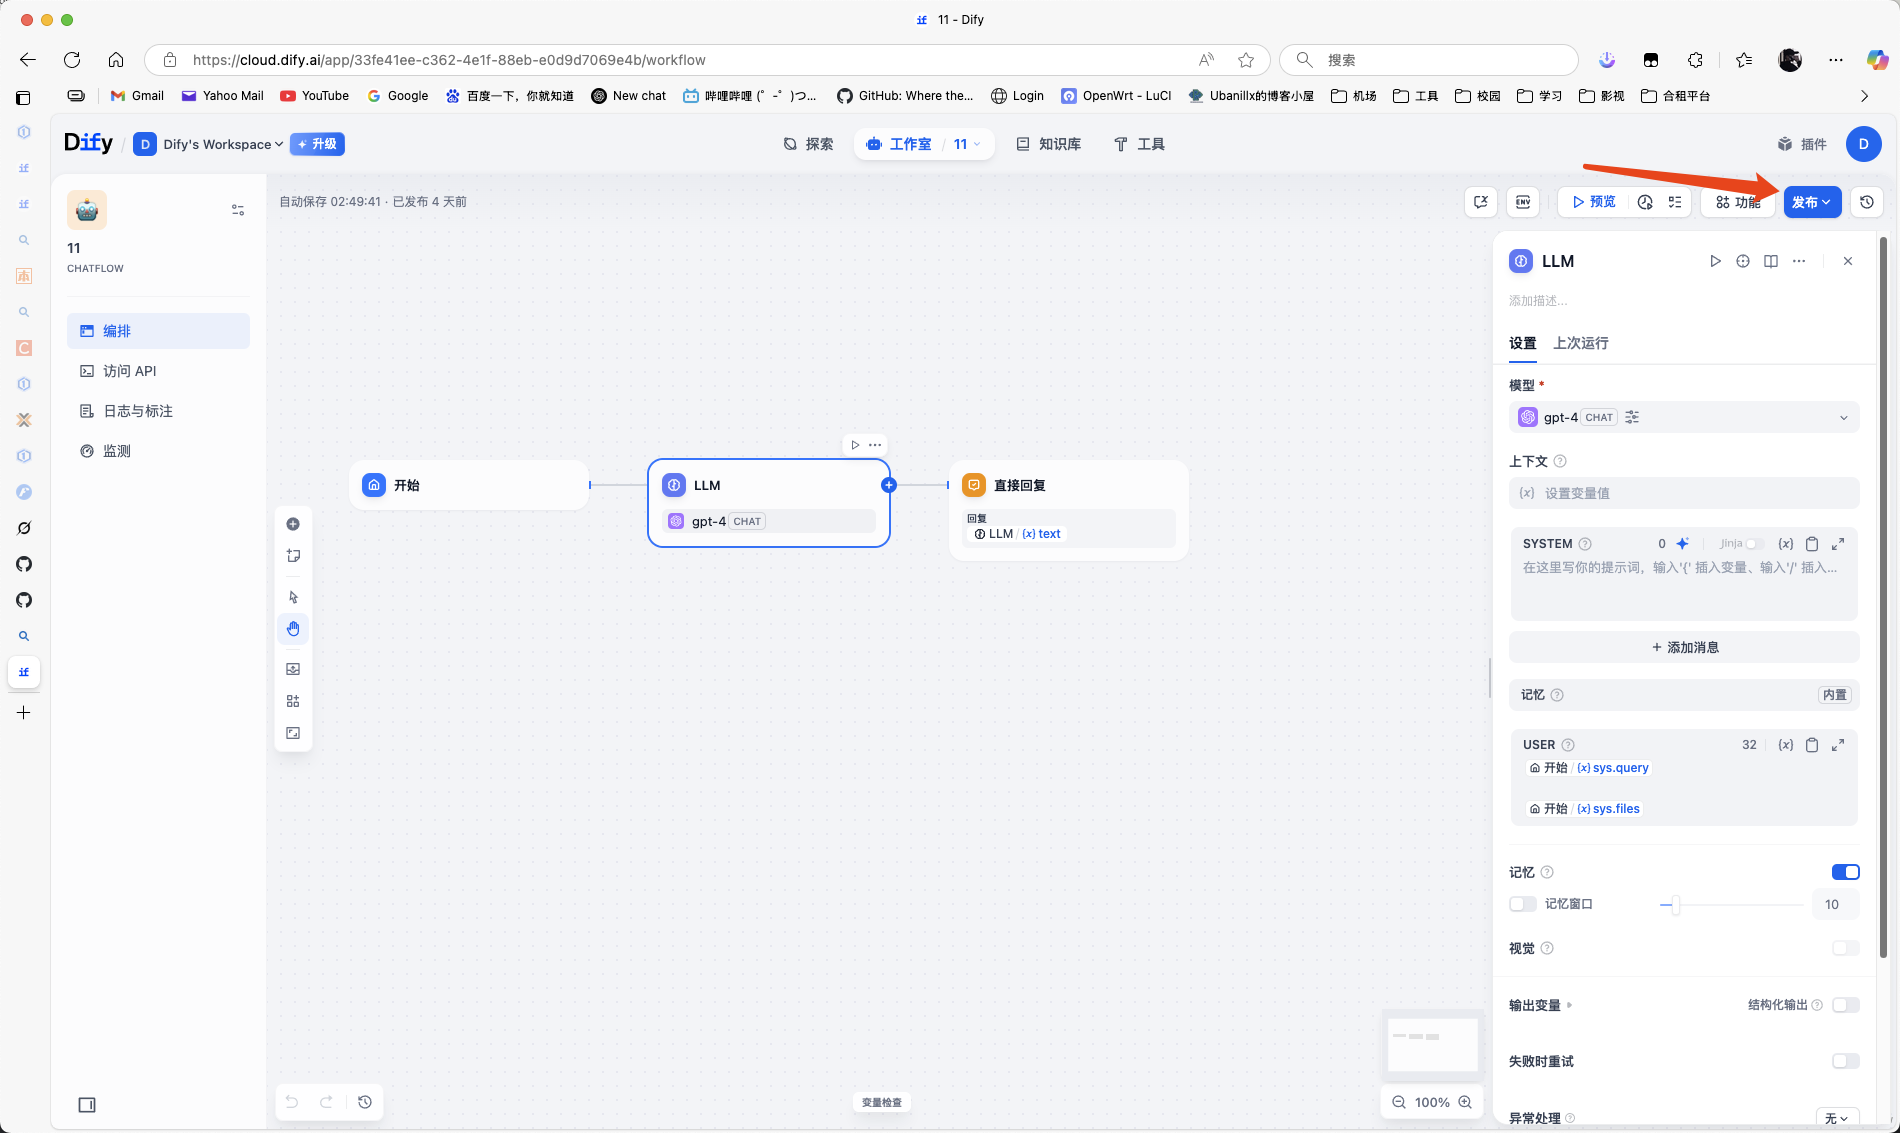 11 - Dify
https://cloud.dify.ai/app/33fe41ee-c362-4e1f-88eb-e0d9d7069e4b/workflow
搜索
Gmail
Yahoo Mail
YouTube
Google
百度一下，你就知道
New chat
哔哩哔哩 (゜-゜)つ...
GitHub: Where the...
Login
OpenWrt - LuCI
Ubanillx的博客小屋
机场
工具
校园
学习
影视
合租平台
Dify / D Dify's Workspace 升级
探索
工作室 / 11
知识库
工具
插件
D
自动保存 02:49:41 · 已发布 4 天前
ENV
预览
功能
发布
11
CHATFLOW
编排
访问 API
日志与标注
监测
开始
LLM
gpt-4 CHAT
直接回复
回复
LLM / {x} text
LLM
添加描述...
设置 上次运行
模型 *
gpt-4 CHAT
上下文
{x} 设置变量值
SYSTEM 0 Jinja {x}
在这里写你的提示词，输入'{' 插入变量、输入'/' 插入...
+ 添加消息
记忆 内置
USER 32 {x}
开始 / {x} sys.query
开始 / {x} sys.files
记忆
记忆窗口 10
视觉
输出变量 结构化输出
失败时重试
异常处理 无
变量检查
100%